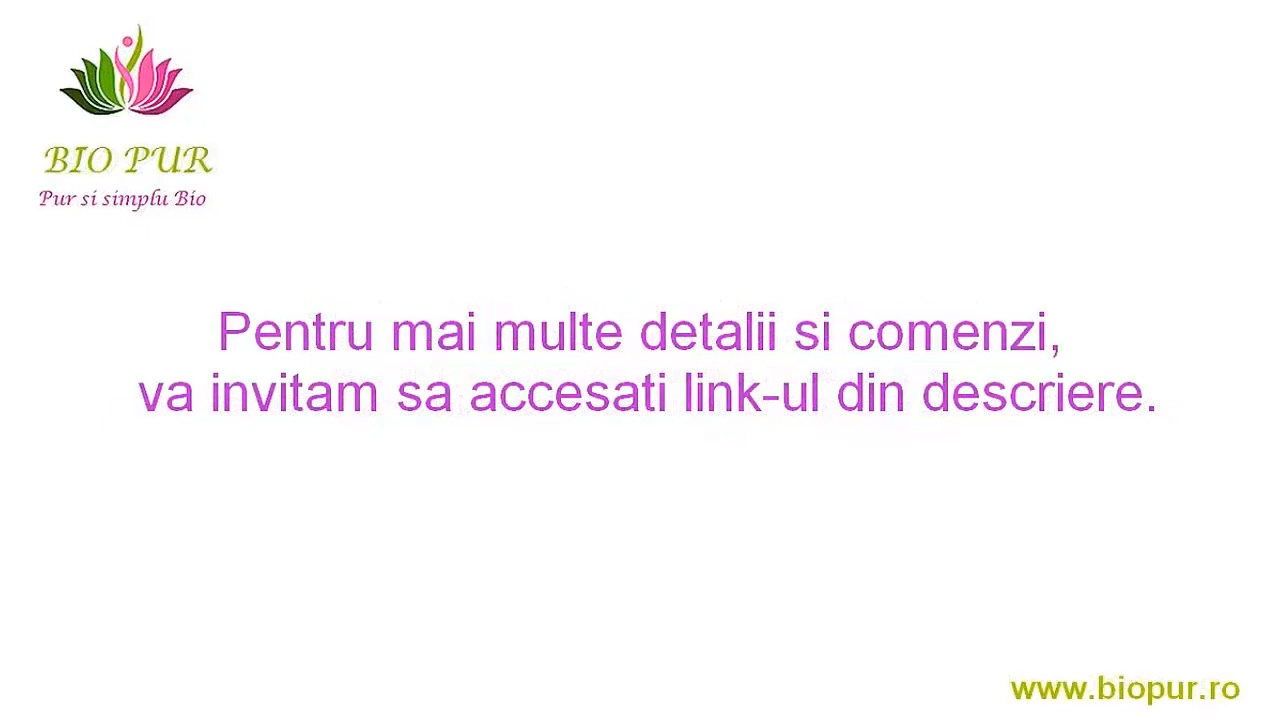 BIO PUR
Pur si simplu Bio
Pentru mai multe detalii si comenzi,
va invitam sa accesati link-ul din descriere.
www.biopur.ro